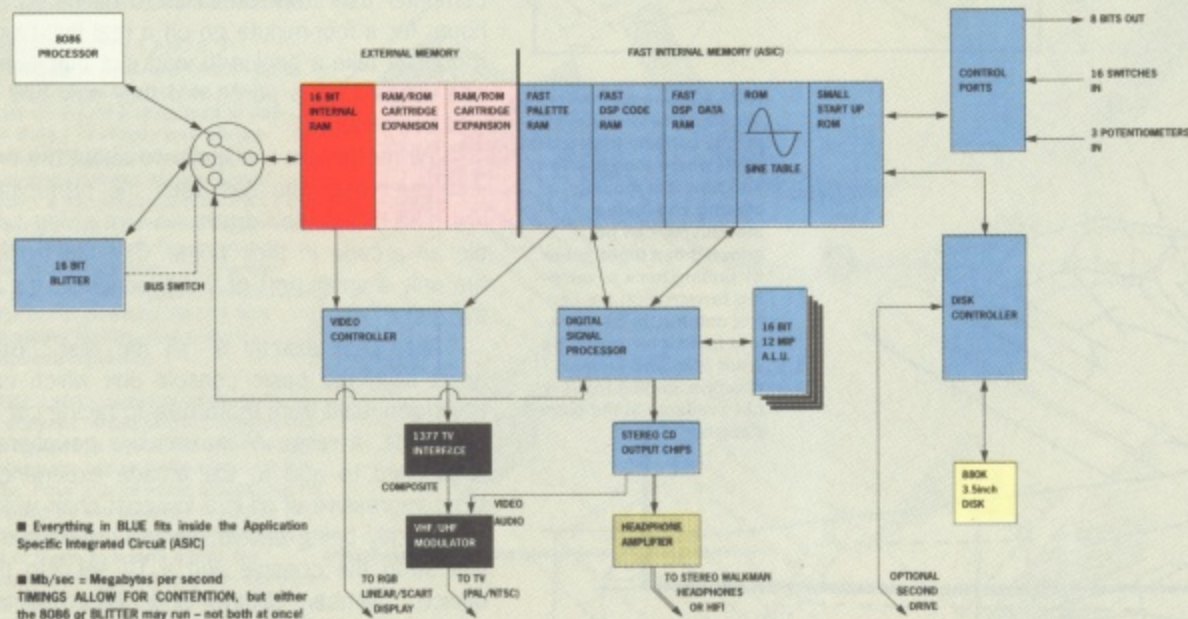 8086
PROCESSOR
EXTERNAL MEMORY
FAST INTERNAL MEMORY (ASIC)
16 BIT
INTERNAL
RAM
RAM/ROM
CARTRIDGE
EXPANSION
RAM/ROM
CARTRIDGE
EXPANSION
FAST
PALETTE
RAM
FAST
DSP CODE
RAM
FAST
DSP DATA
RAM
ROM
SINE TABLE
SMALL
START UP
ROM
CONTROL
PORTS
8 BITS OUT
16 SWITCHES
IN
3 POTENTIOMETERS
IN
16 BIT
BLITTER
BUS SWITCH
VIDEO
CONTROLLER
DIGITAL
SIGNAL
PROCESSOR
16 BIT
12 MIP
A.L.U.
DISK
CONTROLLER
1377 TV
INTERFACE
STEREO CD
OUTPUT CHIPS
880K
3.5inch
DISK
COMPOSITE
VIDEO
AUDIO
VHF/UHF
MODULATOR
HEADPHONE
AMPLIFIER
TO RGB
LINEAR/SCART
DISPLAY
TO TV
(PAL/NTSC)
TO STEREO WALKMAN
HEADPHONES
OR HIFI
OPTIONAL
SECOND
DRIVE
■ Everything in BLUE fits inside the Application
Specific Integrated Circuit (ASIC)
■ Mb/sec = Megabytes per second
TIMINGS ALLOW FOR CONTENTION, but either
the 8086 or BLITTER may run – not both at once!